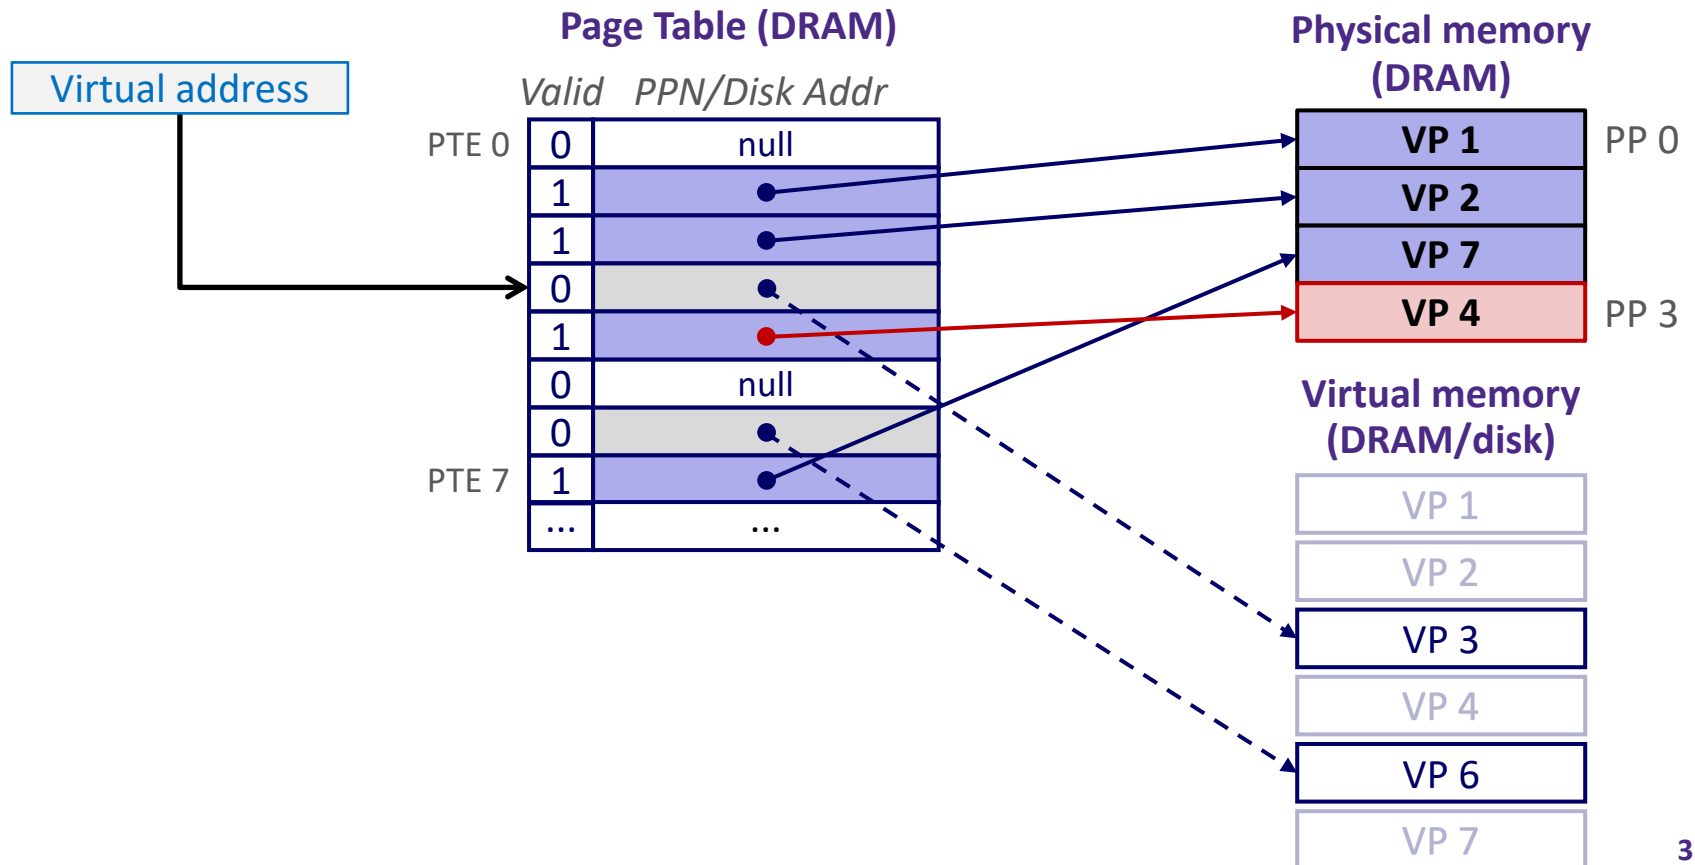 Page Table (DRAM)
Physical memory
(DRAM)
Virtual address
Valid PPN/Disk Addr
PTE 0 0 null
1
1
0
1
0 null
0
PTE 7 1
... ...
VP 1 PP 0
VP 2
VP 7
VP 4 PP 3
Virtual memory
(DRAM/disk)
VP 1
VP 2
VP 3
VP 4
VP 6
VP 7
3